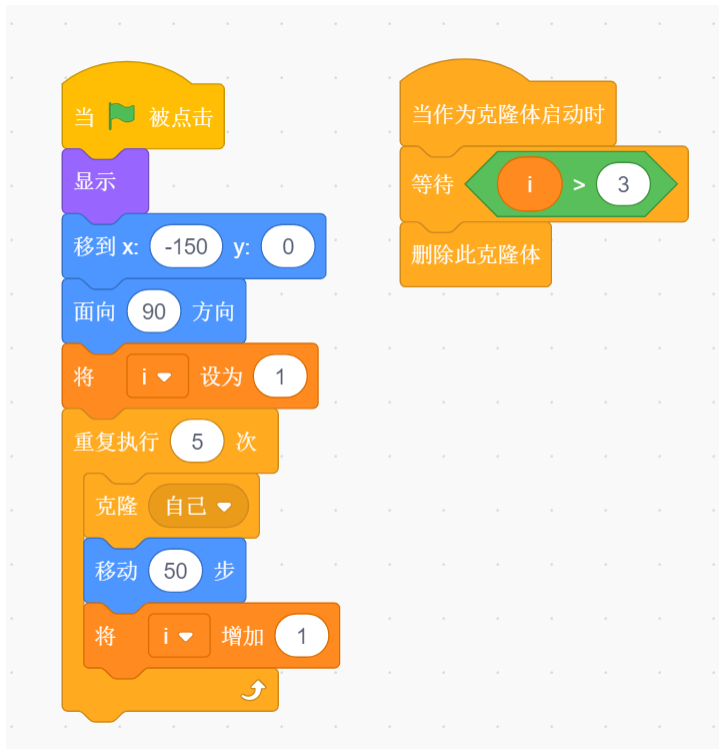 当 被点击
显示
移到 x: -150 y: 0
面向 90 方向
将 i 设为 1
重复执行 5 次
克隆 自己
移动 50 步
将 i 增加 1
当作为克隆体启动时
等待 i > 3
删除此克隆体